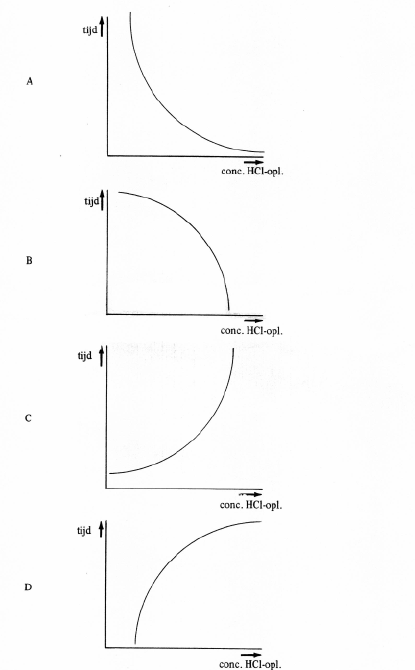 tijd
A
conc. HCl-opl.
tijd
B
conc. HCl-opl.
tijd
C
conc. HCl-opl.
tijd
D
conc. HCl-opl.